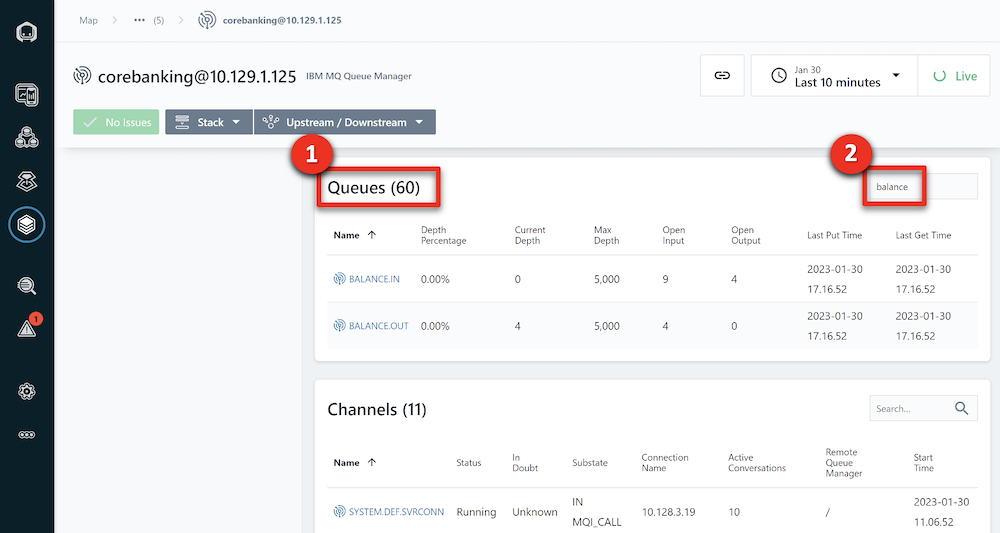 Map ... (5) corebanking@10.129.1.125
corebanking@10.129.1.125 IBM MQ Queue Manager
Jan 30
Last 10 minutes
Live
No Issues Stack Upstream / Downstream
1
2
Queues (60)
balance
Name Depth Percentage Current Depth Max Depth Open Input Open Output Last Put Time Last Get Time
BALANCE.IN 0.00% 0 5,000 9 4 2023-01-30 17.16.52 2023-01-30 17.16.52
BALANCE.OUT 0.00% 4 5,000 4 0 2023-01-30 17.16.52 2023-01-30 17.16.52
1
Channels (11)
Search...
Name Status In Doubt Substate Connection Name Active Conversations Remote Queue Manager Start Time
SYSTEM.DEF.SVRCONN Running Unknown IN MQI_CALL 10.128.3.19 10 / 2023-01-30 11.06.52